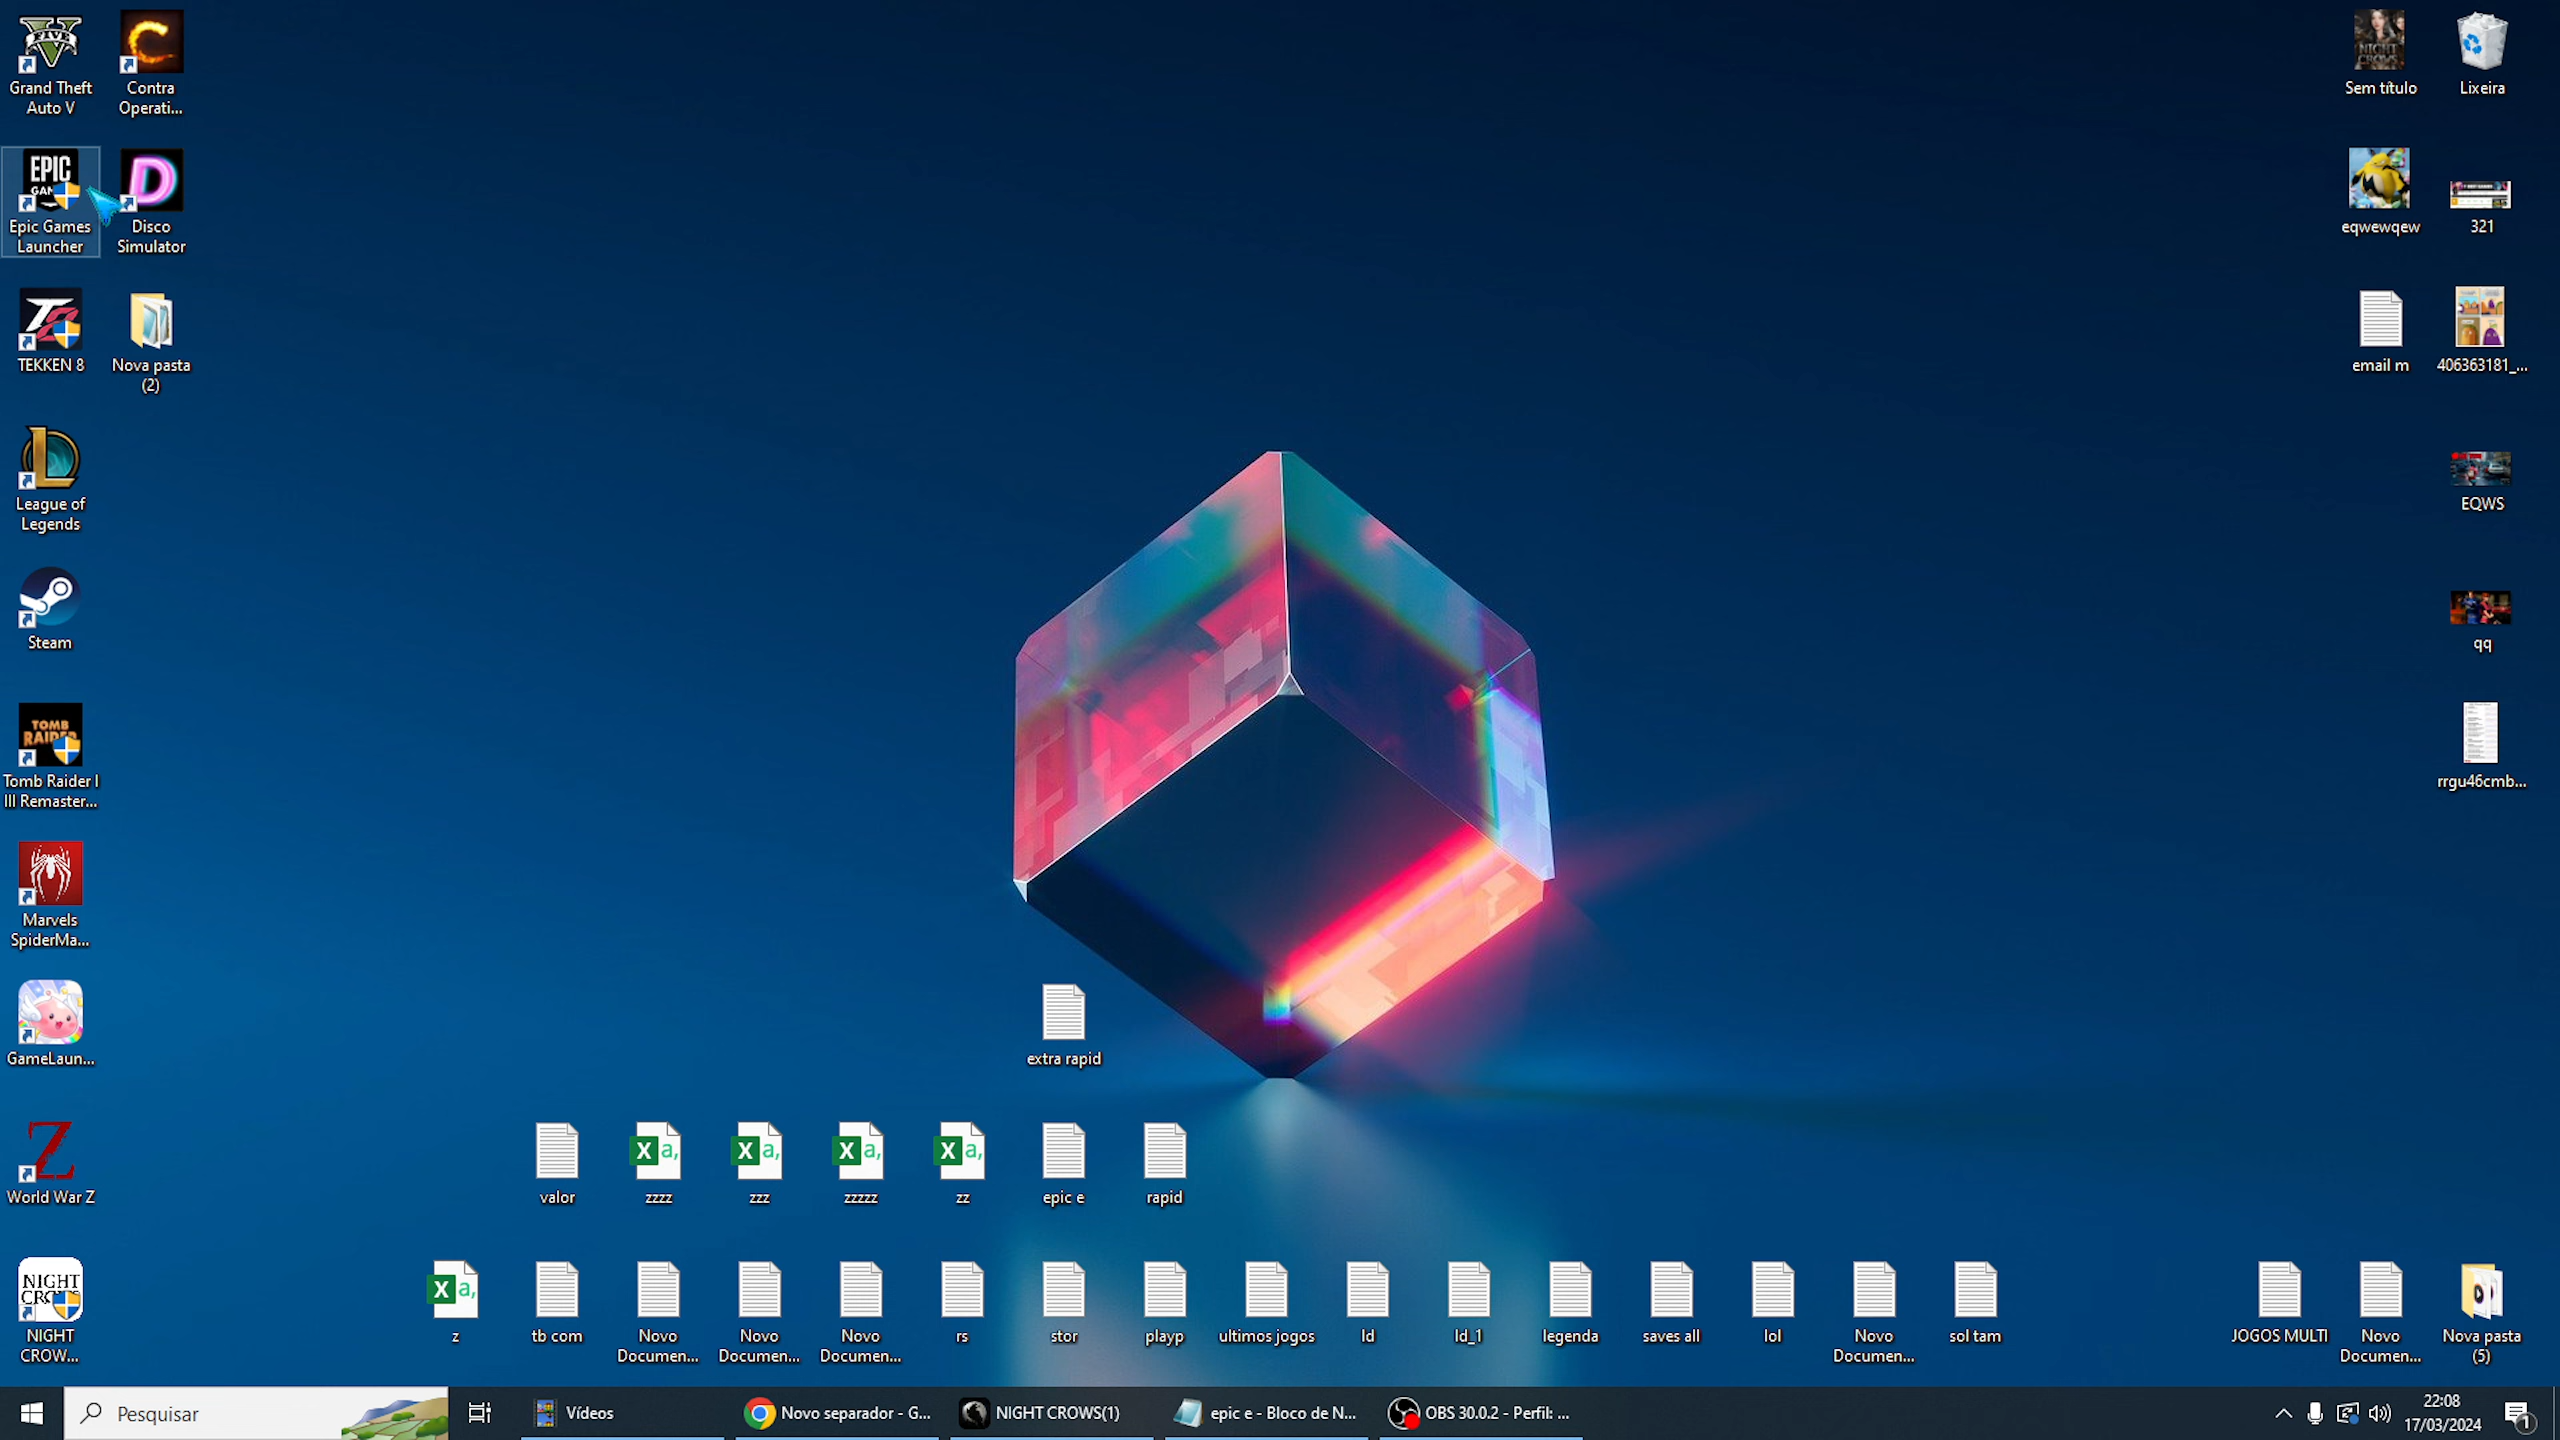 Grand Theft
Auto V
Contra
Operati...
Sem título
Lixeira
EPIC
Epic Games
Launcher
Disco
Simulator
eqwewqew
321
TEKKEN 8
Nova pasta
(2)
email m
406363181_...
League of
Legends
EQWS
Steam
qq
TOMB
RAIDER
Tomb Raider I
III Remaster...
rrgu46cmb...
Marvels
SpiderMa...
GameLaun...
extra rapid
World War Z
valor
zzzz
zzz
zzzzz
zz
epic e
rapid
NIGHT
CROWS
NIGHT
CROW...
z
tb com
Novo
Documen...
Novo
Documen...
Novo
Documen...
rs
stor
playp
ultimos jogos
ld
ld_1
legenda
saves all
lol
Novo
Documen...
sol tam
JOGOS MULTI
Novo
Documen...
Nova pasta
(5)
Pesquisar
Vídeos
Novo separador - G...
NIGHT CROWS(1)
epic e - Bloco de N...
OBS 30.0.2 - Perfil: ...
22:08
17/03/2024
1